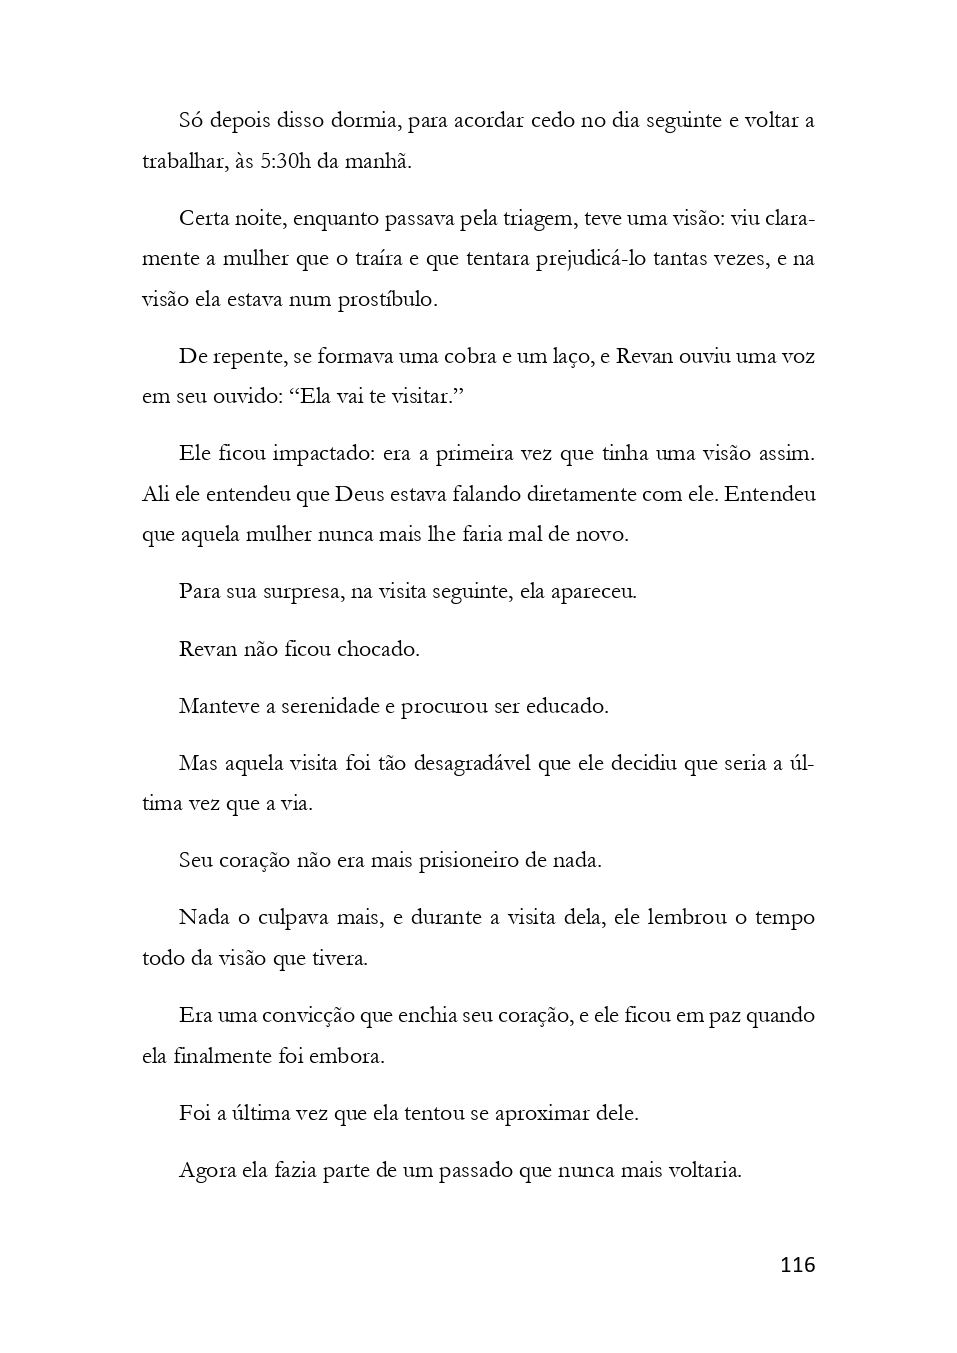 Só depois disso dormia, para acordar cedo no dia seguinte e voltar a
trabalhar, às 5:30h da manhã.
Certa noite, enquanto passava pela triagem, teve uma visão: viu clara-
mente a mulher que o traíra e que tentara prejudicá-lo tantas vezes, e na
visão ela estava num prostíbulo.
De repente, se formava uma cobra e um laço, e Revan ouviu uma voz
em seu ouvido: “Ela vai te visitar.”
Ele ficou impactado: era a primeira vez que tinha uma visão assim.
Ali ele entendeu que Deus estava falando diretamente com ele. Entendeu
que aquela mulher nunca mais lhe faria mal de novo.
Para sua surpresa, na visita seguinte, ela apareceu.
Revan não ficou chocado.
Manteve a serenidade e procurou ser educado.
Mas aquela visita foi tão desagradável que ele decidiu que seria a úl-
tima vez que a via.
Seu coração não era mais prisioneiro de nada.
Nada o culpava mais, e durante a visita dela, ele lembrou o tempo
todo da visão que tivera.
Era uma convicção que enchia seu coração, e ele ficou em paz quando
ela finalmente foi embora.
Foi a última vez que ela tentou se aproximar dele.
Agora ela fazia parte de um passado que nunca mais voltaria.
116